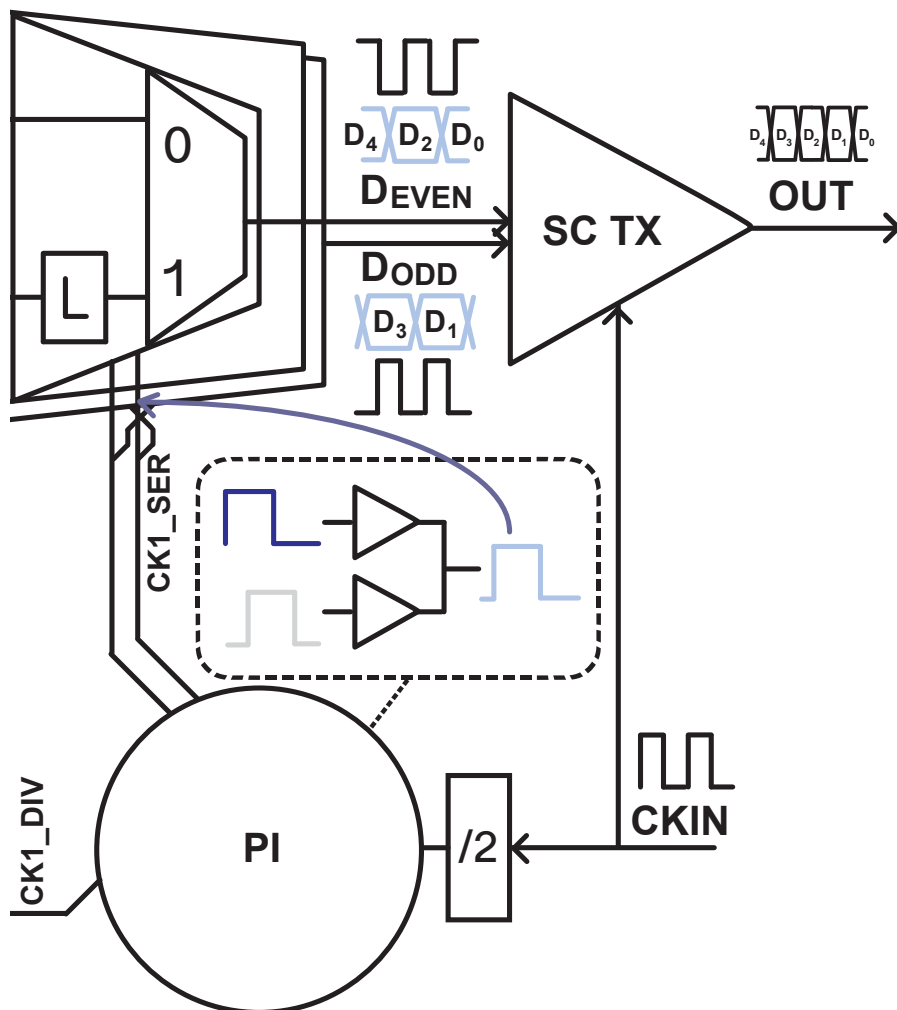 0
D₄ D₂ D₀
D₄ D₃ D₂ D₁ D₀
DEVEN
OUT
SC TX
1
L
DODD
D₃ D₁
CK1_SER
CKIN
CK1_DIV
PI
/2